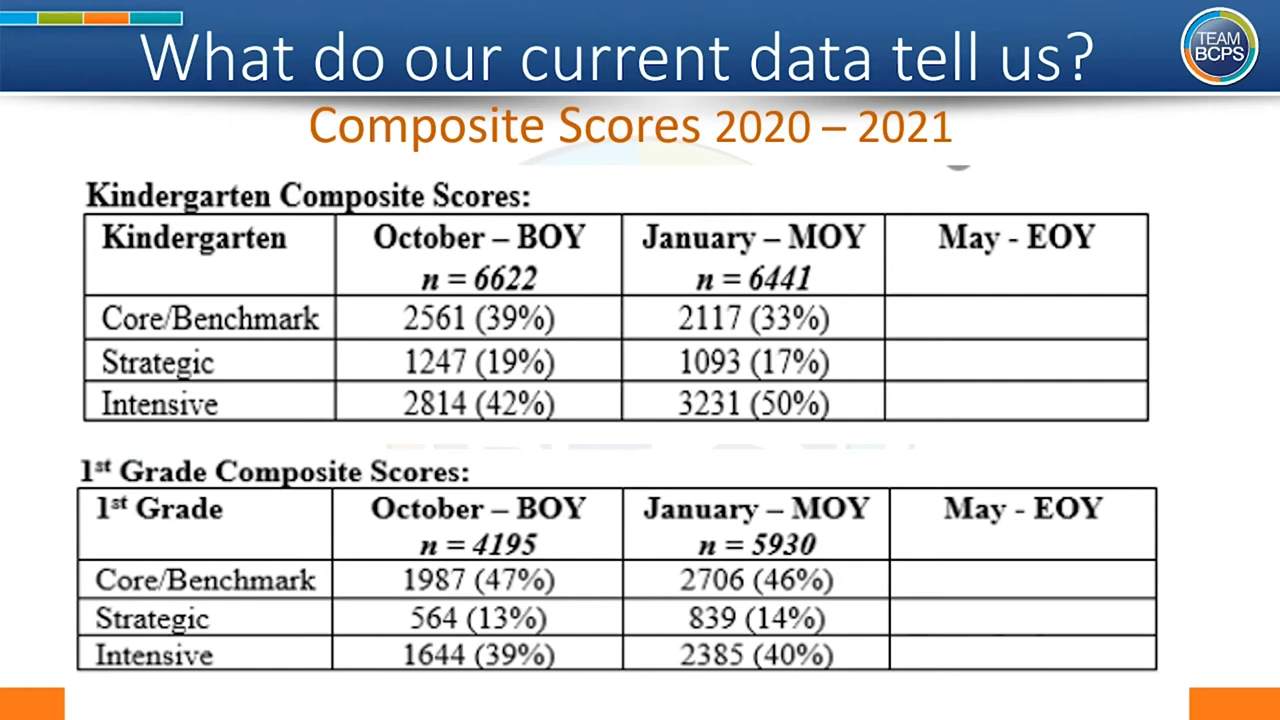 What do our current data tell us?
TEAM
BCPS
Composite Scores 2020 – 2021
Kindergarten Composite Scores:
Kindergarten October – BOY January – MOY May - EOY
n = 6622 n = 6441
Core/Benchmark 2561 (39%) 2117 (33%)
Strategic 1247 (19%) 1093 (17%)
Intensive 2814 (42%) 3231 (50%)
1st Grade Composite Scores:
1st Grade October – BOY January – MOY May - EOY
n = 4195 n = 5930
Core/Benchmark 1987 (47%) 2706 (46%)
Strategic 564 (13%) 839 (14%)
Intensive 1644 (39%) 2385 (40%)